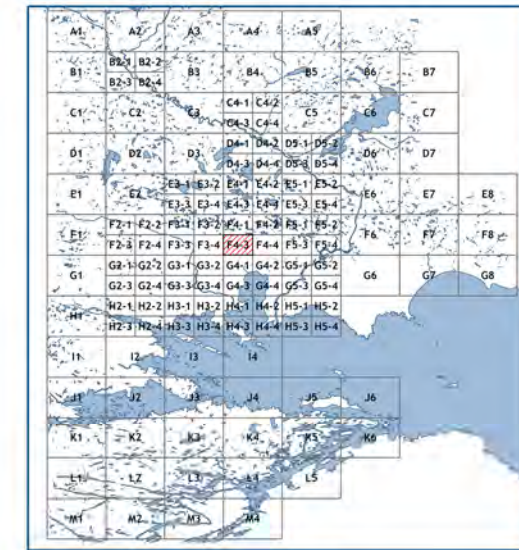 A1 A2 A3 A4 A5
B2-1 B2-2
B1 B3 B4 B5 B6 B7
B2-3 B2-4
C4-1 C4-2
C1 C2 C3 C5 C6 C7
C4-3 C4-4
D4-1 D4-2 D5-1 D5-2
D1 D2 D3 D6 D7
D4-3 D4-4 D5-3 D5-4
E3-1 E3-2 E4-1 E4-2 E5-1 E5-2
E1 E2 E6 E7 E8
E3-3 E3-4 E4-3 E4-4 E5-3 E5-4
F2-1 F2-2 F3-1 F3-2 F4-1 F4-2 F5-1 F5-2
F1 F6 F7 F8
F2-3 F2-4 F3-3 F3-4 F4-3 F4-4 F5-3 F5-4
G2-1 G2-2 G3-1 G3-2 G4-1 G4-2 G5-1 G5-2
G1 G6 G7 G8
G2-3 G2-4 G3-3 G3-4 G4-3 G4-4 G5-3 G5-4
H2-1 H2-2 H3-1 H3-2 H4-1 H4-2 H5-1 H5-2
H1
H2-3 H2-4 H3-3 H3-4 H4-3 H4-4 H5-3 H5-4
I1 I2 I3 I4
J1 J2 J3 J4 J5 J6
K1 K2 K3 K4 K5 K6
L1 L2 L3 L4 L5
M1 M2 M3 M4